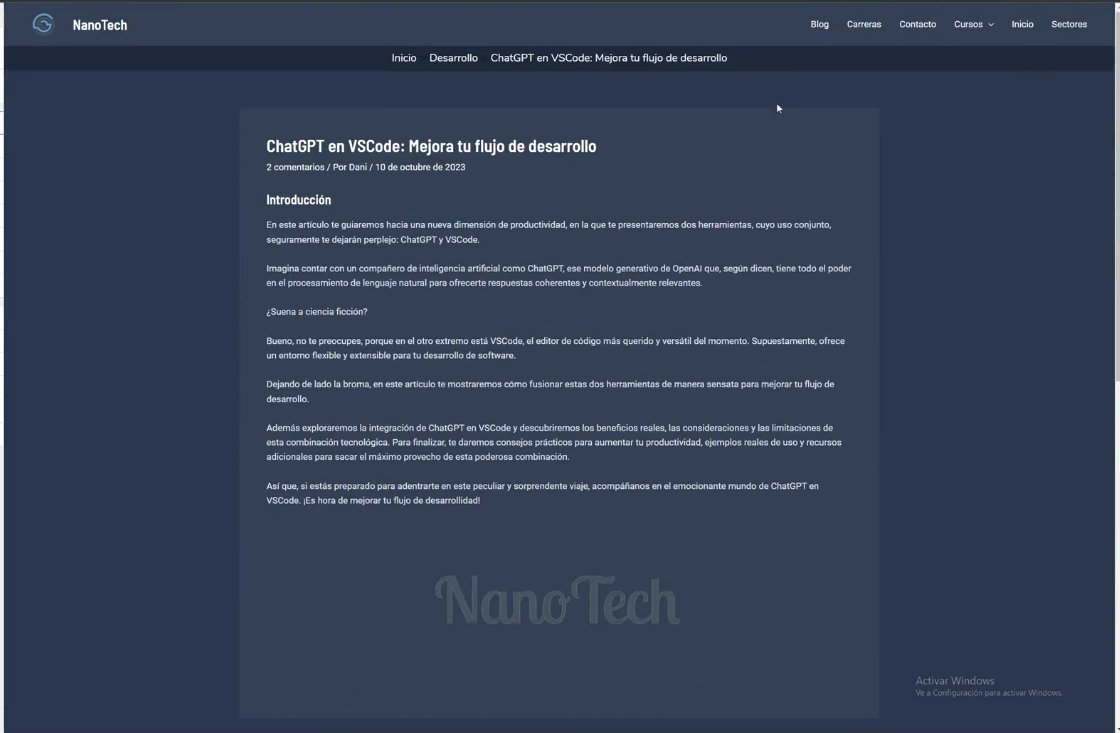 NanoTech
Blog Carreras Contacto Cursos Inicio Sectores
Inicio Desarrollo ChatGPT en VSCode: Mejora tu flujo de desarrollo
ChatGPT en VSCode: Mejora tu flujo de desarrollo
2 comentarios / Por Dani / 10 de octubre de 2023
Introducción
En este artículo te guiaremos hacia una nueva dimensión de productividad, en la que te presentaremos dos herramientas, cuyo uso conjunto,
seguramente te dejarán perplejo: ChatGPT y VSCode.
Imagina contar con un compañero de inteligencia artificial como ChatGPT, ese modelo generativo de OpenAI que, según dicen, tiene todo el poder
en el procesamiento de lenguaje natural para ofrecerte respuestas coherentes y contextualmente relevantes.
¿Suena a ciencia ficción?
Bueno, no te preocupes, porque en el otro extremo está VSCode, el editor de código más querido y versátil del momento. Supuestamente, ofrece
un entorno flexible y extensible para tu desarrollo de software.
Dejando de lado la broma, en este artículo te mostraremos cómo fusionar estas dos herramientas de manera sensata para mejorar tu flujo de
desarrollo.
Además exploraremos la integración de ChatGPT en VSCode y descubriremos los beneficios reales, las consideraciones y las limitaciones de
esta combinación tecnológica. Para finalizar, te daremos consejos prácticos para aumentar tu productividad, ejemplos reales de uso y recursos
adicionales para sacar el máximo provecho de esta poderosa combinación.
Así que, si estás preparado para adentrarte en este peculiar y sorprendente viaje, acompáñanos en el emocionante mundo de ChatGPT en
VSCode. ¡Es hora de mejorar tu flujo de desarrollidad!
NanoTech
Activar Windows
Ve a Configuración para activar Windows.